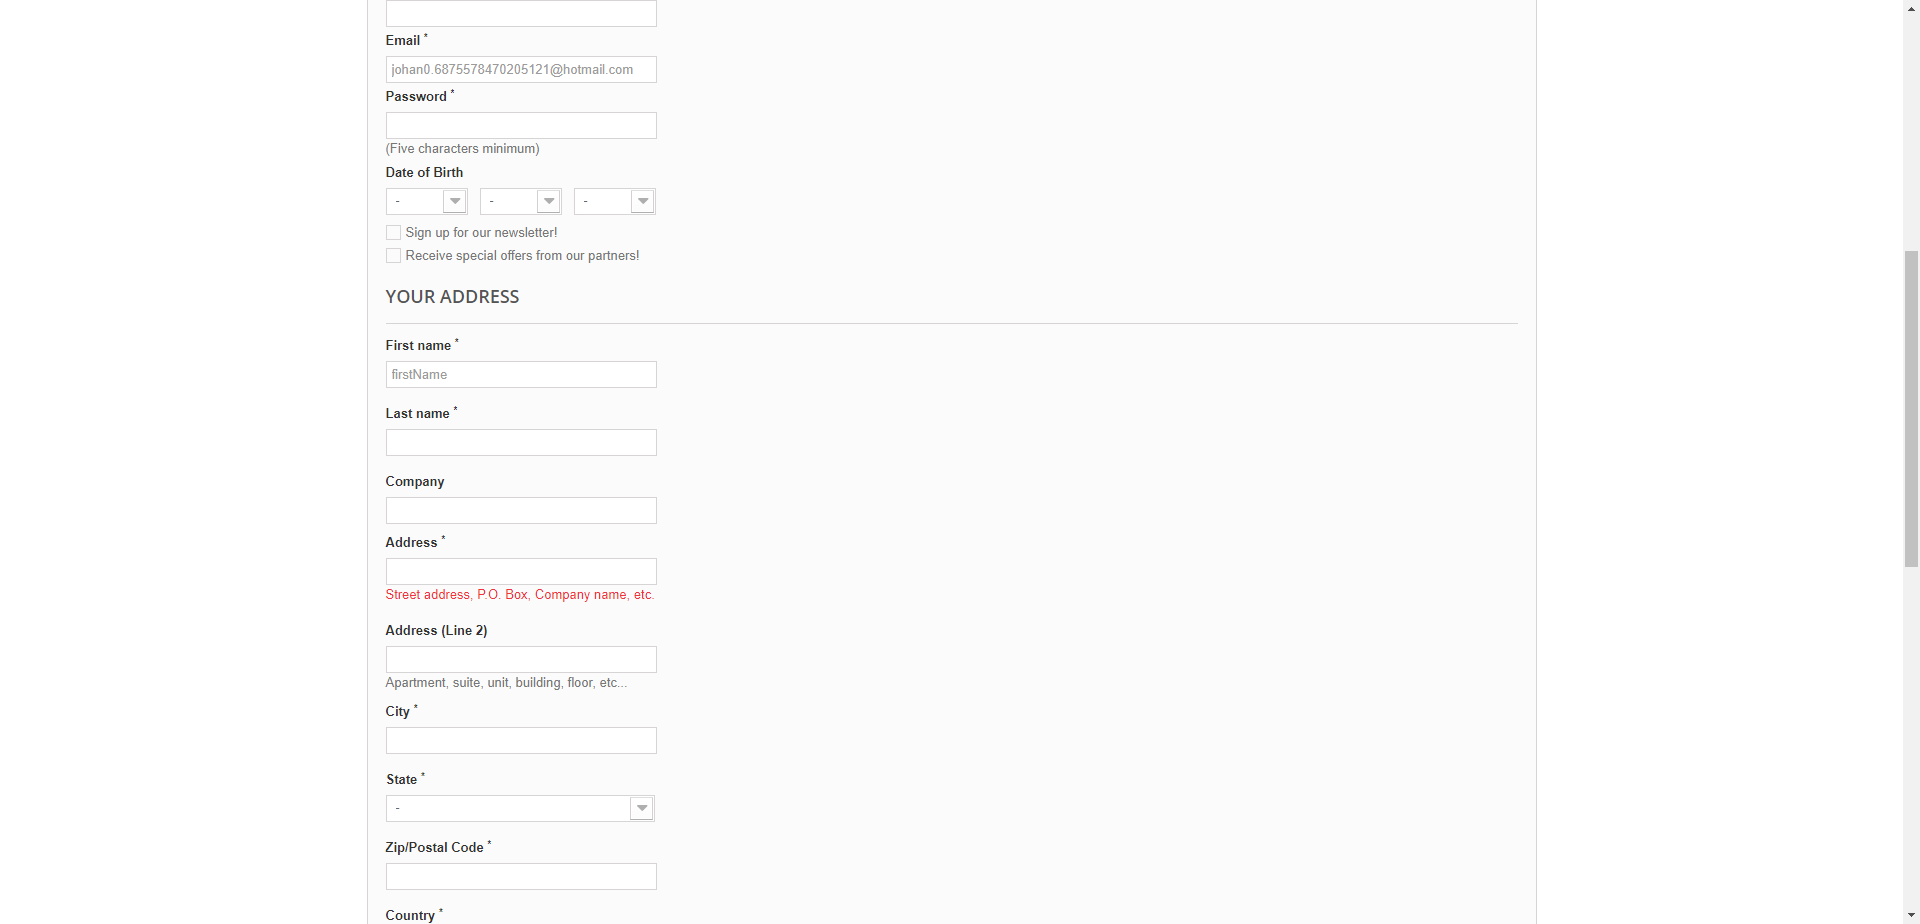 Email *
johan0.6875578470205121@hotmail.com
Password *
(Five characters minimum)
Date of Birth
- - -
Sign up for our newsletter!
Receive special offers from our partners!
YOUR ADDRESS
First name *
firstName
Last name *
Company
Address *
Street address, P.O. Box, Company name, etc.
Address (Line 2)
Apartment, suite, unit, building, floor, etc...
City *
State *
-
Zip/Postal Code *
Country *